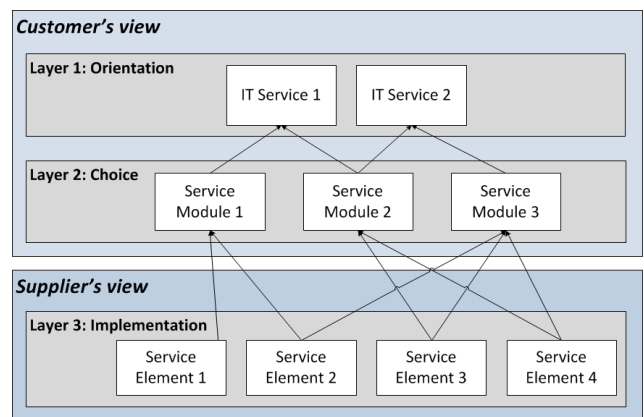 Customer's view
Layer 1: Orientation
IT Service 1
IT Service 2
Layer 2: Choice
Service
Module 1
Service
Module 2
Service
Module 3
Supplier's view
Layer 3: Implementation
Service
Element 1
Service
Element 2
Service
Element 3
Service
Element 4